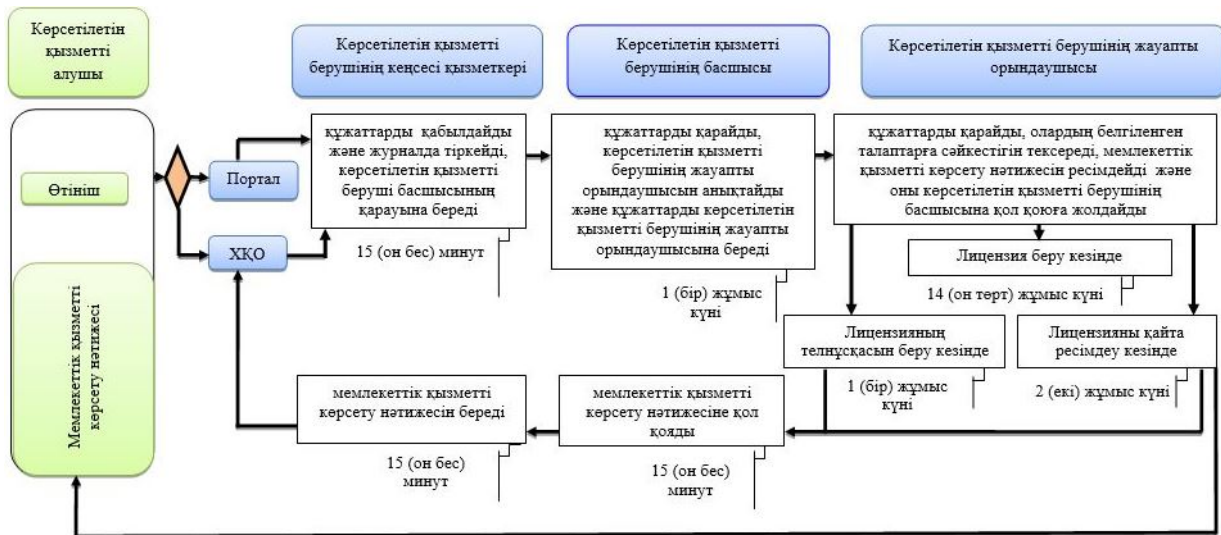 Көрсетілетін
қызметті
алушы
Көрсетілетін қызметті
берушінің кеңсесі қызметкері
Көрсетілетін қызметті
берушінің басшысы
Көрсетілетін қызметті берушінің жауапты
орындаушысы
Өтініш
Портал
ХҚО
құжаттарды қабылдайды
және журналда тіркейді,
көрсетілетін қызметті
беруші басшысының
қарауына береді
15 (он бес) минут
құжаттарды қарайды,
көрсетілетін қызметті
берушінің жауапты
орындаушысын анықтайды
және құжаттарды көрсетілетін
қызметті берушінің жауапты
орындаушысына береді
1 (бір) жұмыс
күні
құжаттарды қарайды, олардың белгіленген
талаптарға сәйкестігін тексереді, мемлекеттік
қызметті көрсету нәтижесін ресімдейді және
оны көрсетілетін қызметті берушінің
басшысына қол қоюға жолдайды
Лицензия беру кезінде
14 (он төрт) жұмыс күні
Лицензияның
телнұсқасын беру кезінде
1 (бір) жұмыс
күні
Лицензияны қайта
ресімдеу кезінде
2 (екі) жұмыс күні
мемлекеттік қызметті
көрсету нәтижесіне қол
қояды
15 (он бес)
минут
мемлекеттік қызметті
көрсету нәтижесін береді
15 (он бес)
минут
Мемлекеттік қызметті
көрсету нәтижесі